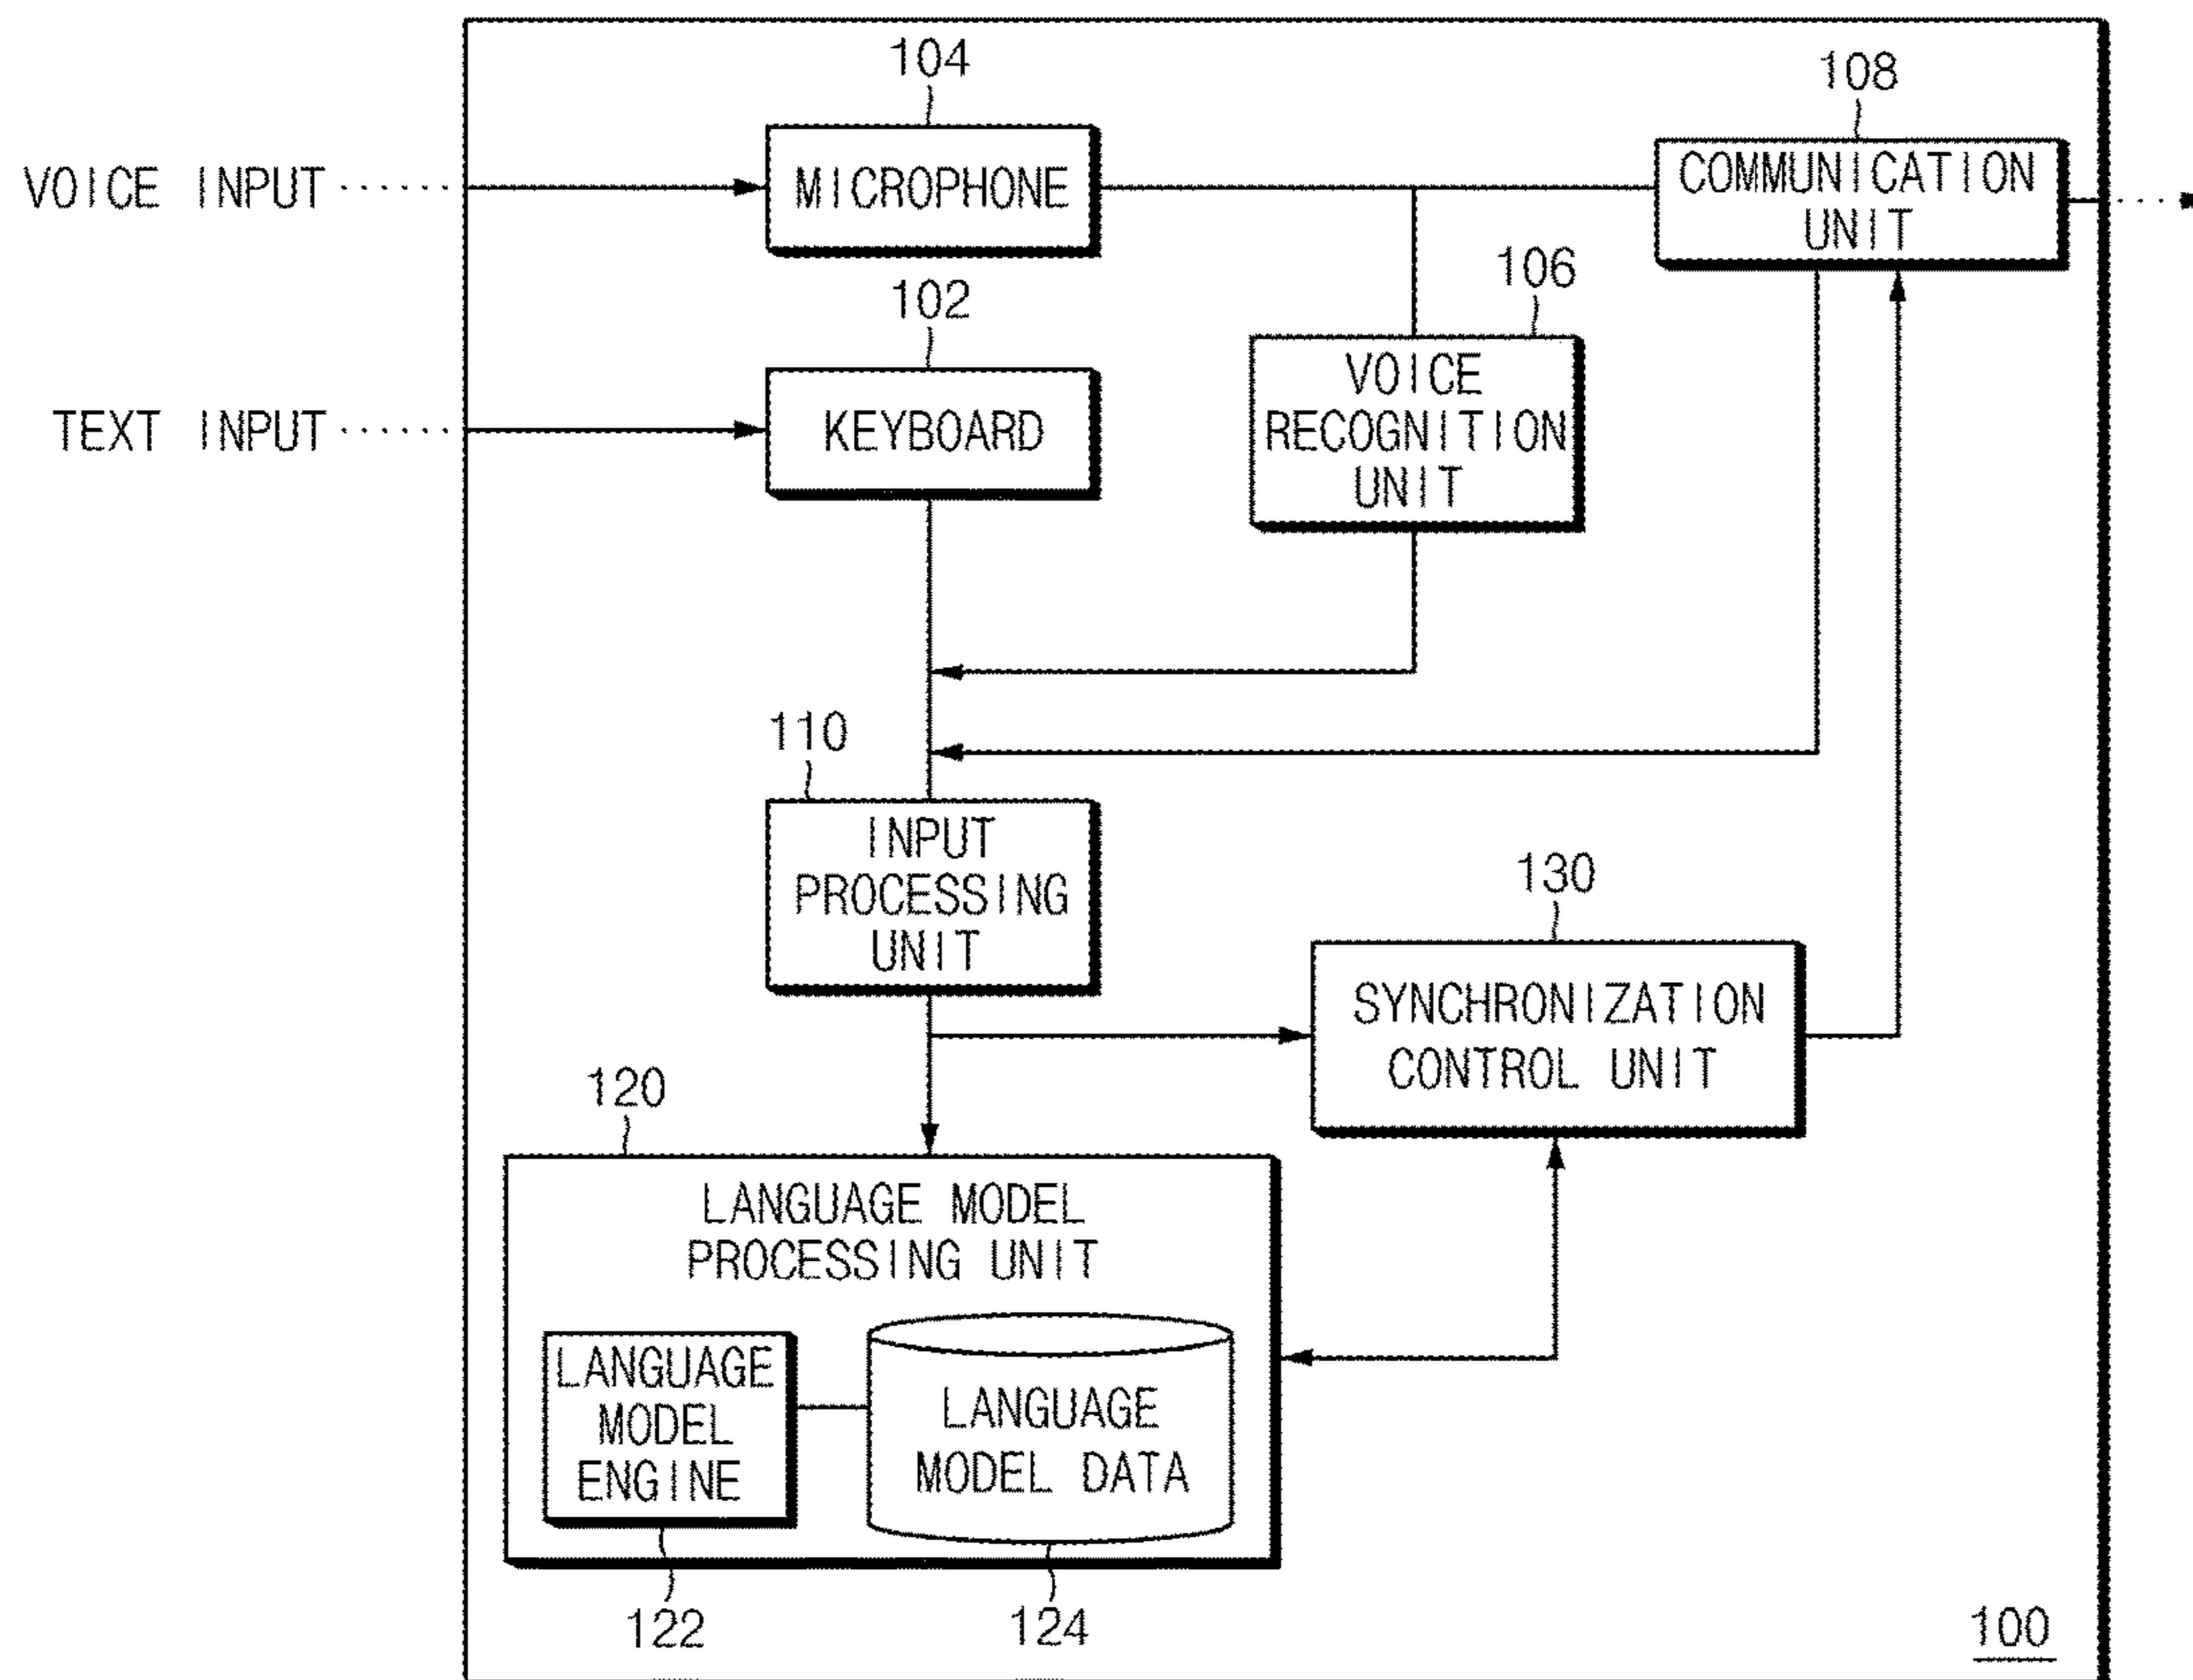 104
108
VOICE INPUT
MICROPHONE
COMMUNICATION
UNIT
102
106
TEXT INPUT
KEYBOARD
VOICE
RECOGNITION
UNIT
110
INPUT
PROCESSING
UNIT
130
SYNCHRONIZATION
CONTROL UNIT
120
LANGUAGE MODEL
PROCESSING UNIT
LANGUAGE
MODEL
ENGINE
LANGUAGE
MODEL DATA
122
124
100